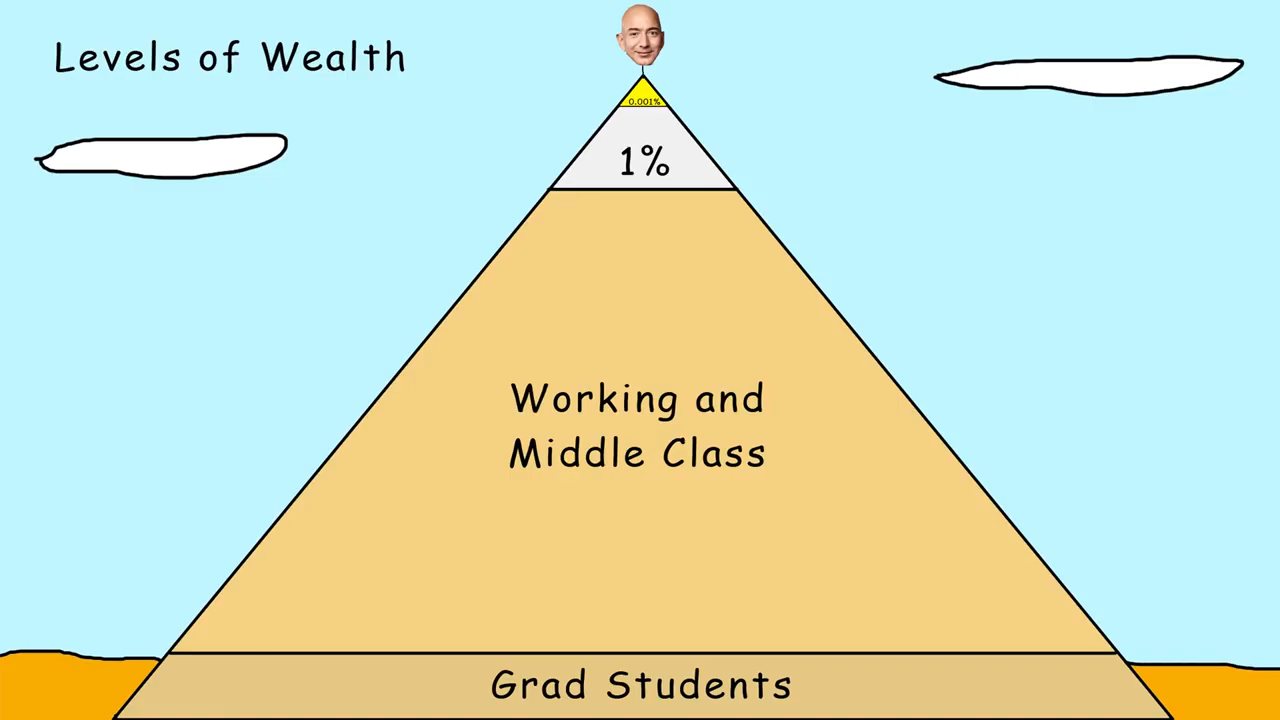 Levels of Wealth
0.001%
1%
Working and
Middle Class
Grad Students